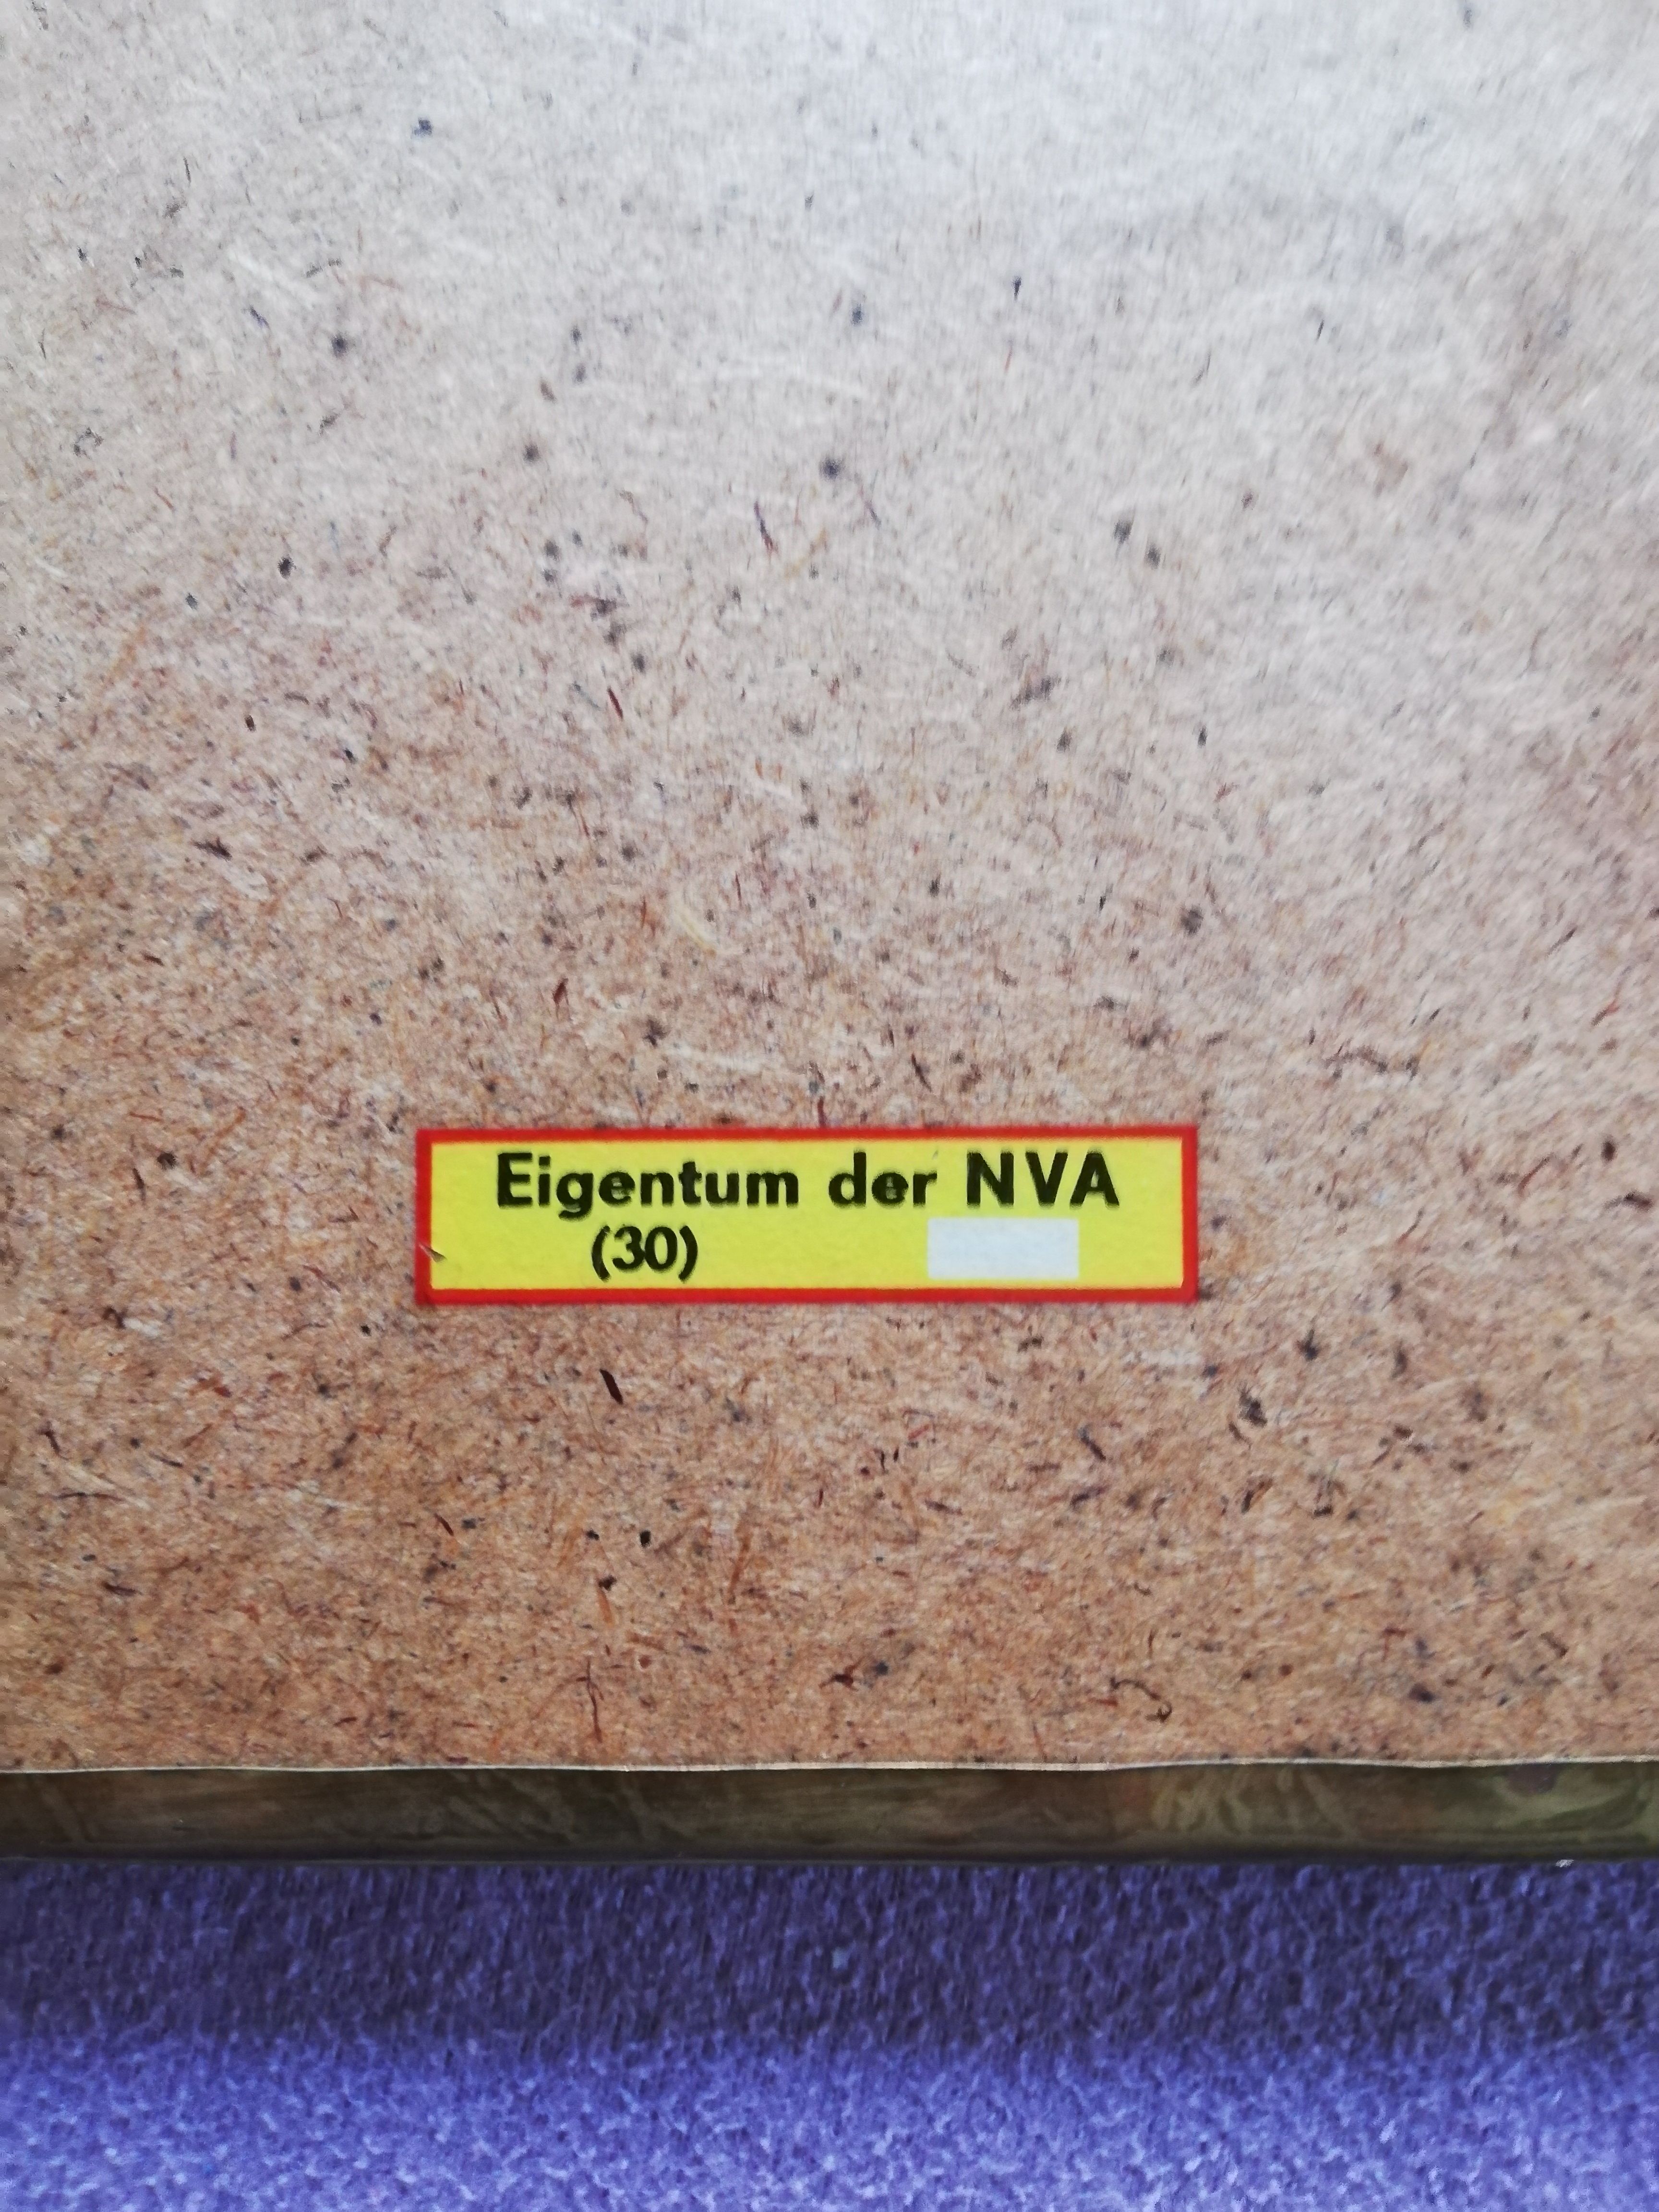 Eigentum der NVA
(30)